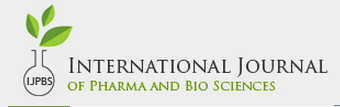 IJPBS
INTERNATIONAL JOURNAL
OF PHARMA AND BIO SCIENCES